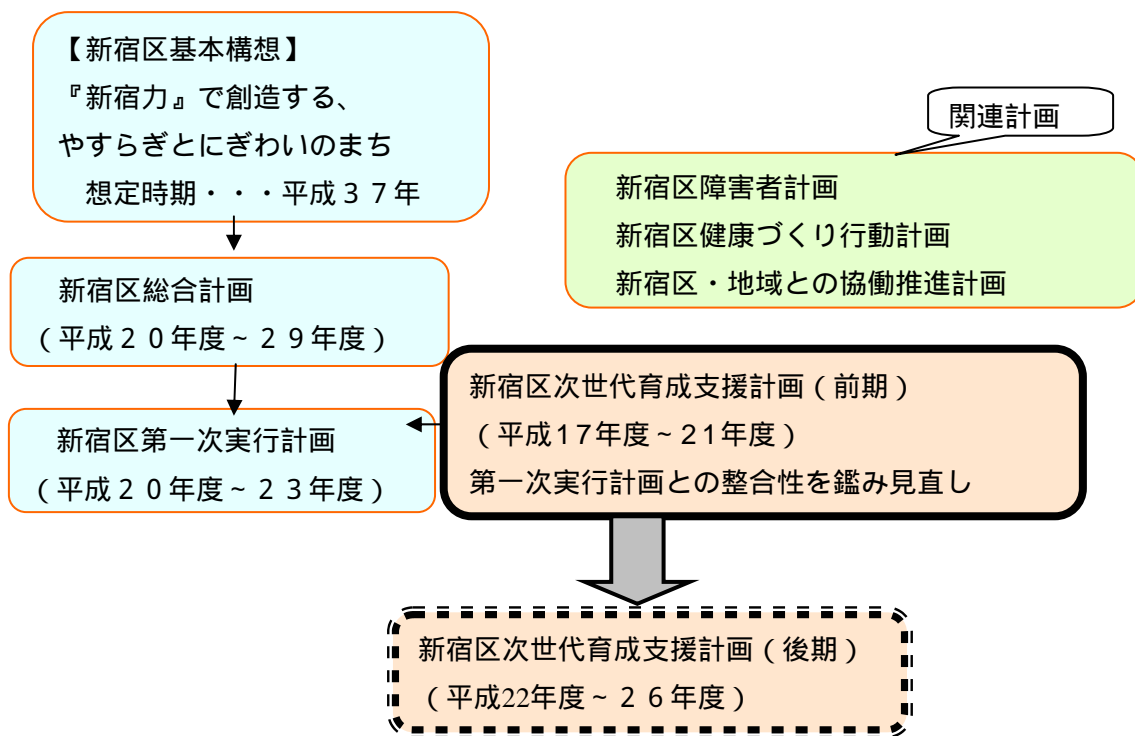 【新宿区基本構想】
『新宿力』で創造する、
やすらぎとにぎわいのまち
想定時期・・・平成３７年
関連計画
新宿区障害者計画
新宿区健康づくり行動計画
新宿区・地域との協働推進計画
新宿区総合計画
（平成２０年度～２９年度）
新宿区第一次実行計画
（平成２０年度～２３年度）
新宿区次世代育成支援計画（前期）
（平成17年度～21年度）
第一次実行計画との整合性を鑑み見直し
新宿区次世代育成支援計画（後期）
（平成22年度～２６年度）